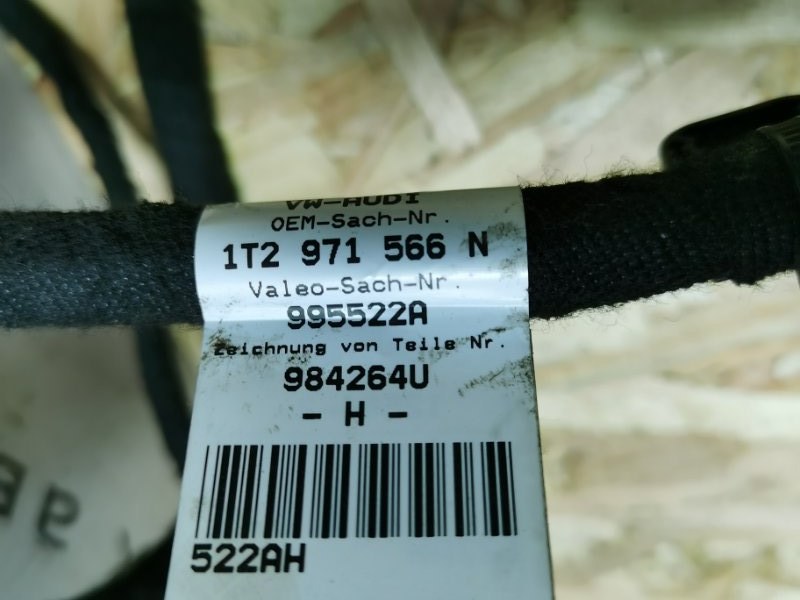 VW-AUDI
OEM-Sach-Nr.
1T2 971 566 N
Valeo-Sach-Nr.
995522A
Zeichnung von Teile Nr.
984264U
- H -
522AH